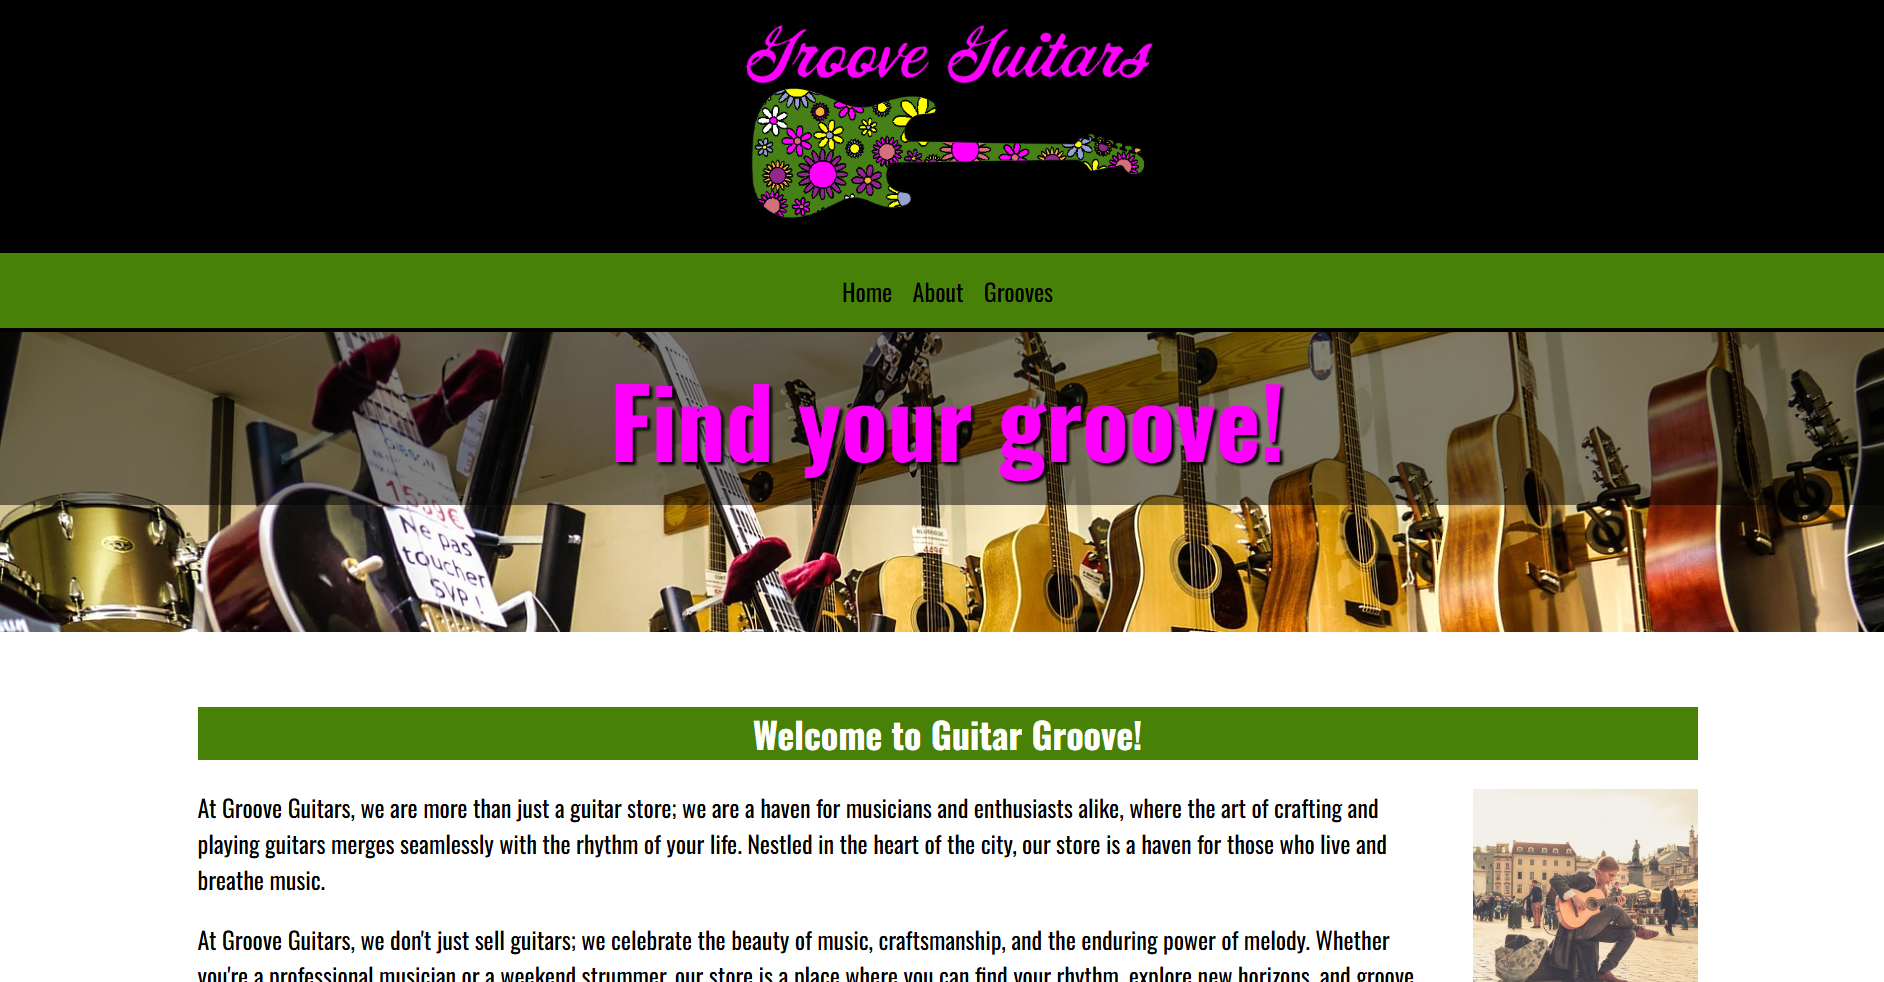 Groove Guitars
Home About Grooves
Find your groove!
GIBSON
1539€
Ne pas
toucher
SVP !
449€
Welcome to Guitar Groove!
At Groove Guitars, we are more than just a guitar store; we are a haven for musicians and enthusiasts alike, where the art of crafting and
playing guitars merges seamlessly with the rhythm of your life. Nestled in the heart of the city, our store is a haven for those who live and
breathe music.
At Groove Guitars, we don't just sell guitars; we celebrate the beauty of music, craftsmanship, and the enduring power of melody. Whether
you're a professional musician or a weekend strummer, our store is a place where you can find your rhythm, explore new horizons, and groove